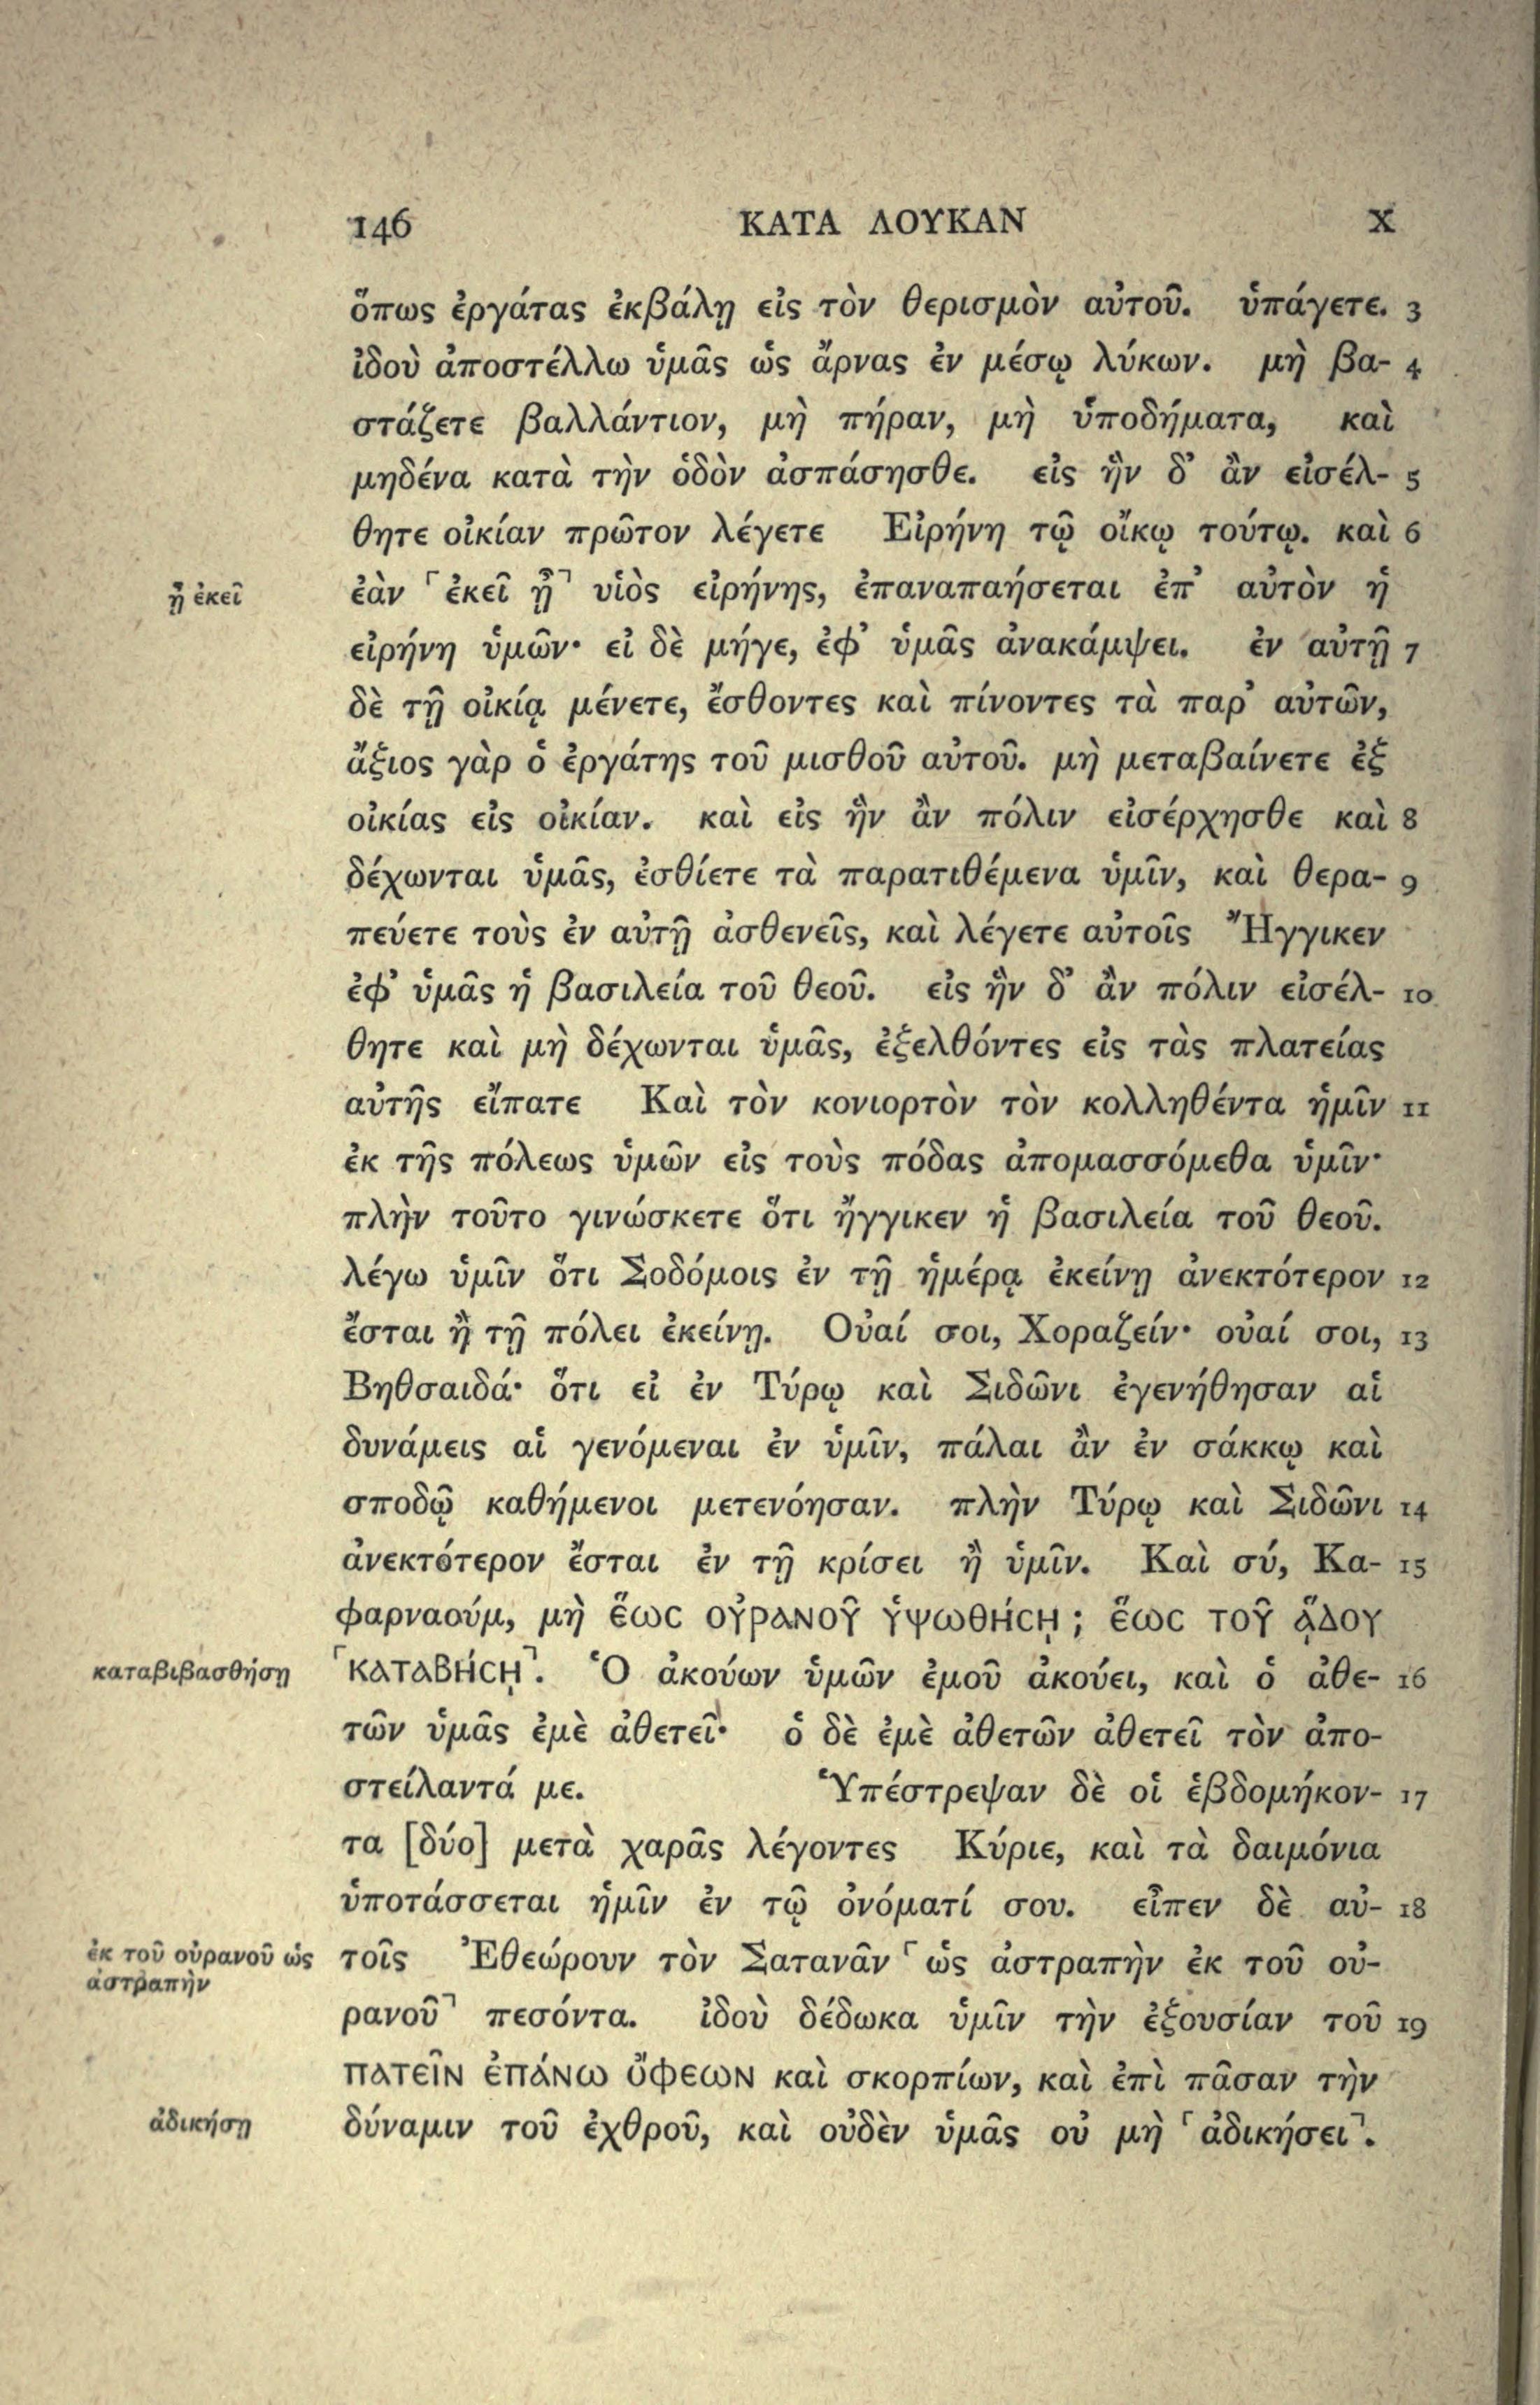 146 ΚΑΤΑ ΛΟΥΚΑΝ X
ὅπως ἐργάτας ἐκβάλῃ εἰς τὸν θερισμὸν αὐτοῦ. ὑπάγετε. 3
ἰδοὺ ἀποστέλλω ὑμᾶς ὡς ἄρνας ἐν μέσῳ λύκων. μὴ βα- 4
στάζετε βαλλάντιον, μὴ πήραν, μὴ ὑποδήματα, καὶ
μηδένα κατὰ τὴν ὁδὸν ἀσπάσησθε. εἰς ἣν δ᾽ ἂν εἰσέλ- 5
θητε οἰκίαν πρῶτον λέγετε Εἰρήνη τῷ οἴκῳ τούτῳ. καὶ 6
ᾖ ἐκεῖ
ἐὰν ⸢ἐκεῖ ᾖ⸣ υἱὸς εἰρήνης, ἐπαναπαήσεται ἐπ᾽ αὐτὸν ἡ
εἰρήνη ὑμῶν· εἰ δὲ μήγε, ἐφ᾽ ὑμᾶς ἀνακάμψει. ἐν αὐτῇ 7
δὲ τῇ οἰκίᾳ μένετε, ἔσθοντες καὶ πίνοντες τὰ παρ᾽ αὐτῶν,
ἄξιος γὰρ ὁ ἐργάτης τοῦ μισθοῦ αὐτοῦ. μὴ μεταβαίνετε ἐξ
οἰκίας εἰς οἰκίαν. καὶ εἰς ἣν ἂν πόλιν εἰσέρχησθε καὶ 8
δέχωνται ὑμᾶς, ἐσθίετε τὰ παρατιθέμενα ὑμῖν, καὶ θερα- 9
πεύετε τοὺς ἐν αὐτῇ ἀσθενεῖς, καὶ λέγετε αὐτοῖς Ἤγγικεν
ἐφ᾽ ὑμᾶς ἡ βασιλεία τοῦ θεοῦ. εἰς ἣν δ᾽ ἂν πόλιν εἰσέλ- 10
θητε καὶ μὴ δέχωνται ὑμᾶς, ἐξελθόντες εἰς τὰς πλατείας
αὐτῆς εἴπατε Καὶ τὸν κονιορτὸν τὸν κολληθέντα ἡμῖν 11
ἐκ τῆς πόλεως ὑμῶν εἰς τοὺς πόδας ἀπομασσόμεθα ὑμῖν·
πλὴν τοῦτο γινώσκετε ὅτι ἤγγικεν ἡ βασιλεία τοῦ θεοῦ.
λέγω ὑμῖν ὅτι Σοδόμοις ἐν τῇ ἡμέρᾳ ἐκείνῃ ἀνεκτότερον 12
ἔσται ἢ τῇ πόλει ἐκείνῃ. Οὐαί σοι, Χοραζείν· οὐαί σοι, 13
Βηθσαιδά· ὅτι εἰ ἐν Τύρῳ καὶ Σιδῶνι ἐγενήθησαν αἱ
δυνάμεις αἱ γενόμεναι ἐν ὑμῖν, πάλαι ἂν ἐν σάκκῳ καὶ
σποδῷ καθήμενοι μετενόησαν. πλὴν Τύρῳ καὶ Σιδῶνι 14
ἀνεκτότερον ἔσται ἐν τῇ κρίσει ἢ ὑμῖν. Καὶ σύ, Κα- 15
φαρναούμ, μὴ ἕως οὐρανοῦ ὑψωθήσῃ; ἕως τοῦ ᾅδου
καταβιβασθήσῃ
⸢καταβήσῃ⸣. Ὁ ἀκούων ὑμῶν ἐμοῦ ἀκούει, καὶ ὁ ἀθε- 16
τῶν ὑμᾶς ἐμὲ ἀθετεῖ· ὁ δὲ ἐμὲ ἀθετῶν ἀθετεῖ τὸν ἀπο-
στείλαντά με. Ὑπέστρεψαν δὲ οἱ ἑβδομήκον- 17
τα [δύο] μετὰ χαρᾶς λέγοντες Κύριε, καὶ τὰ δαιμόνια
ὑποτάσσεται ἡμῖν ἐν τῷ ὀνόματί σου. εἶπεν δὲ αὐ- 18
ἐκ τοῦ οὐρανοῦ ὡς
ἀστραπὴν
τοῖς Ἐθεώρουν τὸν Σατανᾶν ⸢ὡς ἀστραπὴν ἐκ τοῦ οὐ-
ρανοῦ⸣ πεσόντα. ἰδοὺ δέδωκα ὑμῖν τὴν ἐξουσίαν τοῦ 19
πατεῖν ἐπάνω ὄφεων καὶ σκορπίων, καὶ ἐπὶ πᾶσαν τὴν
ἀδικήσῃ
δύναμιν τοῦ ἐχθροῦ, καὶ οὐδὲν ὑμᾶς οὐ μὴ ⸢ἀδικήσει⸣.